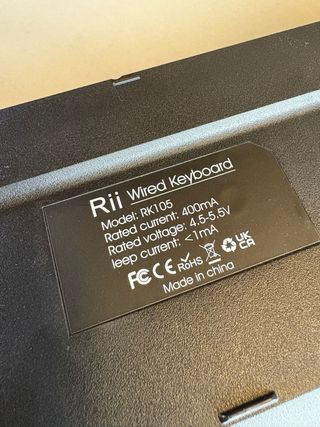 Rii Wired Keyboard
Model: RK105
Rated current: 400mA
Rated voltage: 4.5-5.5V
leep current: <1mA
FC CE RoHS UK CA
Made in china